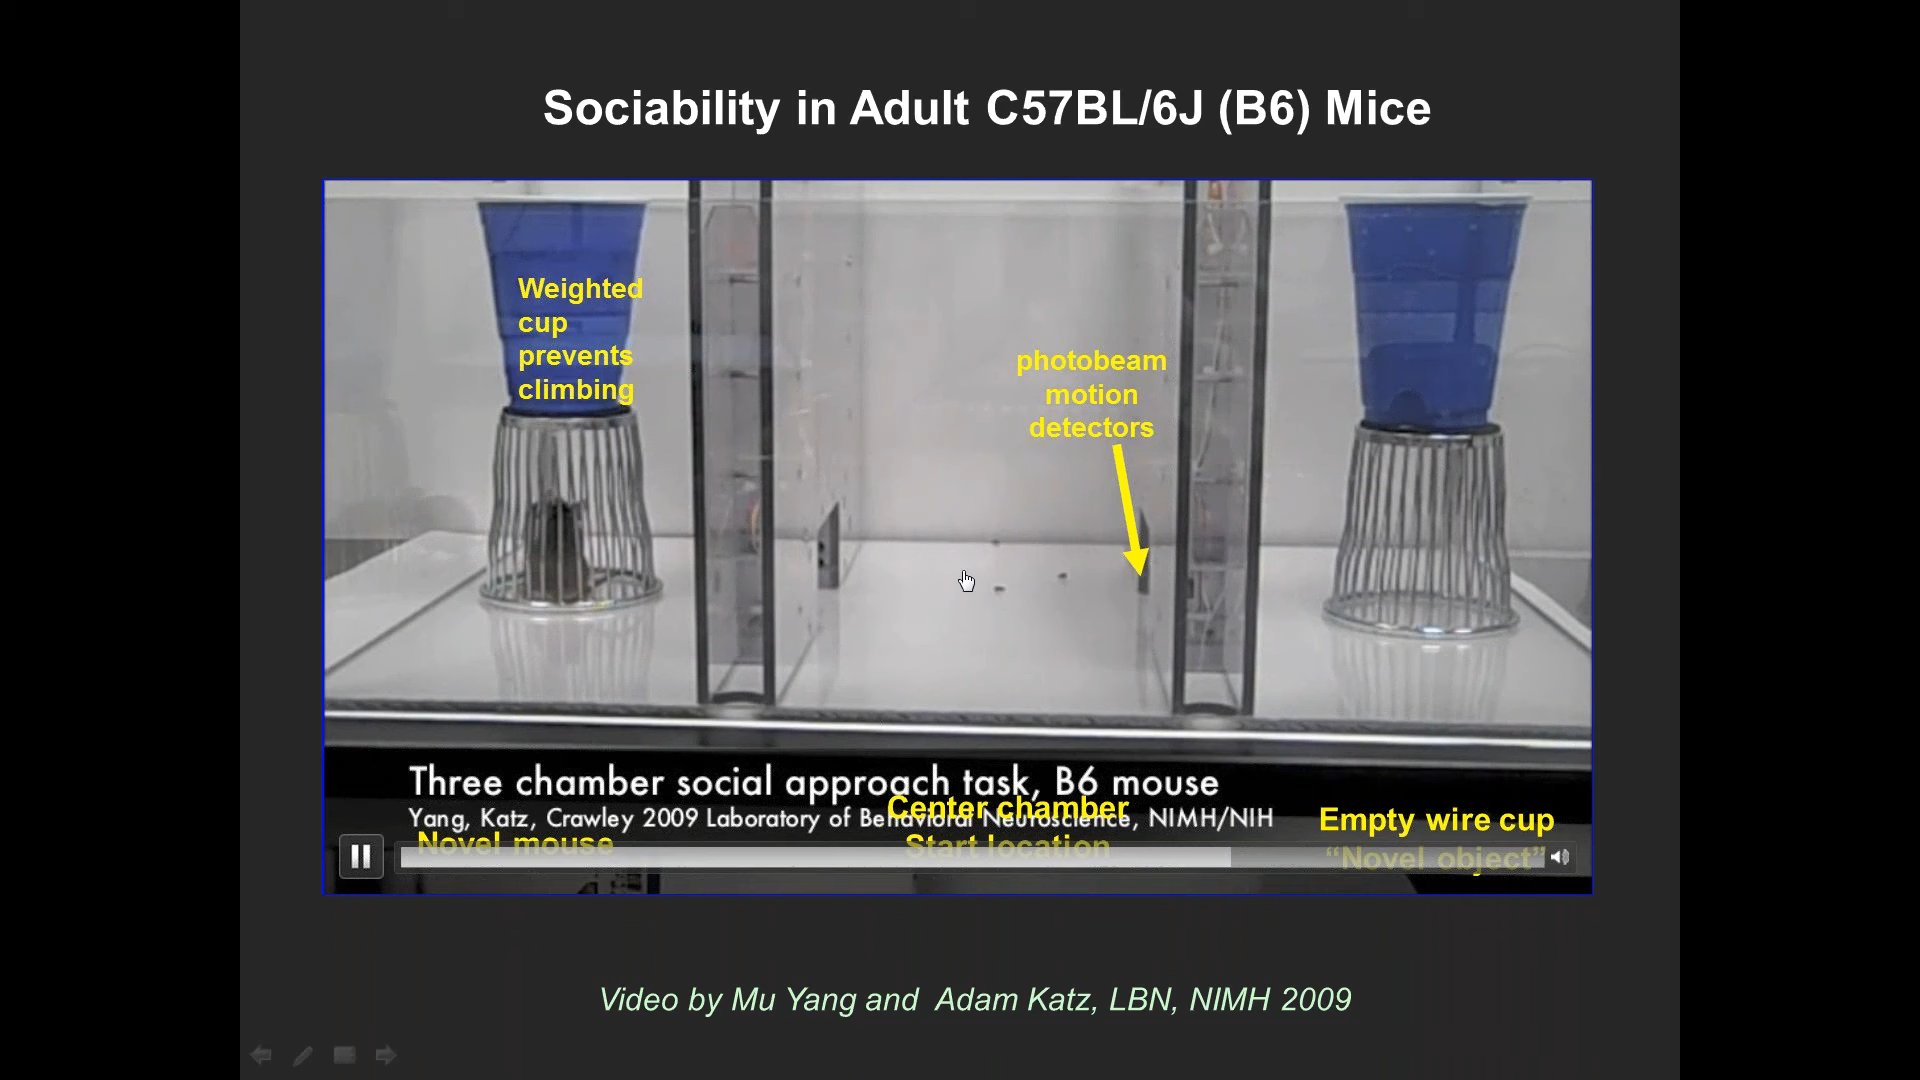 Sociability in Adult C57BL/6J (B6) Mice
Weighted
cup
prevents
climbing
photobeam
motion
detectors
Three chamber social approach task, B6 mouse
Yang, Katz, Crawley 2009 Laboratory of Behavioral Neuroscience, NIMH/NIH
Center chamber
Start location
Novel mouse
Empty wire cup
“Novel object”
Video by Mu Yang and Adam Katz, LBN, NIMH 2009